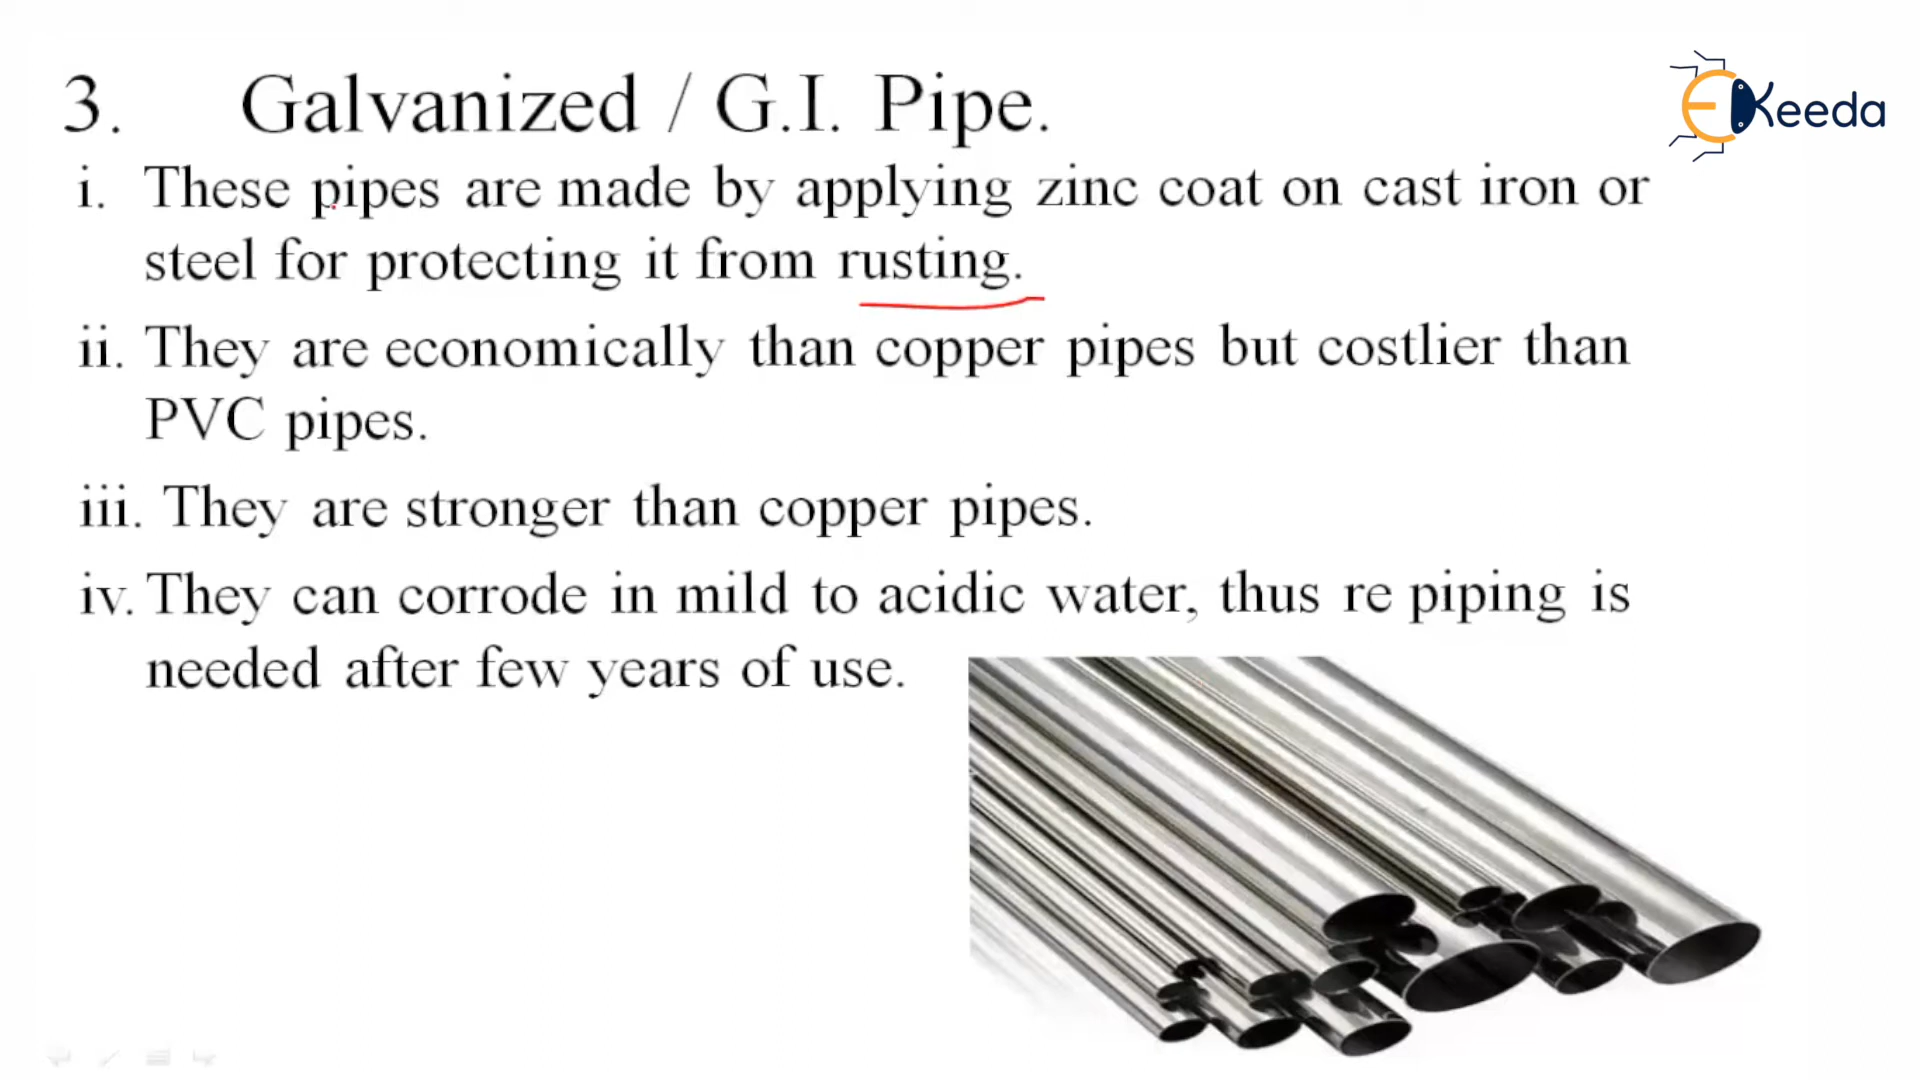 3. Galvanized / G.I. Pipe.
EKeeda
i. These pipes are made by applying zinc coat on cast iron or
steel for protecting it from rusting.
ii. They are economically than copper pipes but costlier than
PVC pipes.
iii. They are stronger than copper pipes.
iv. They can corrode in mild to acidic water, thus re piping is
needed after few years of use.